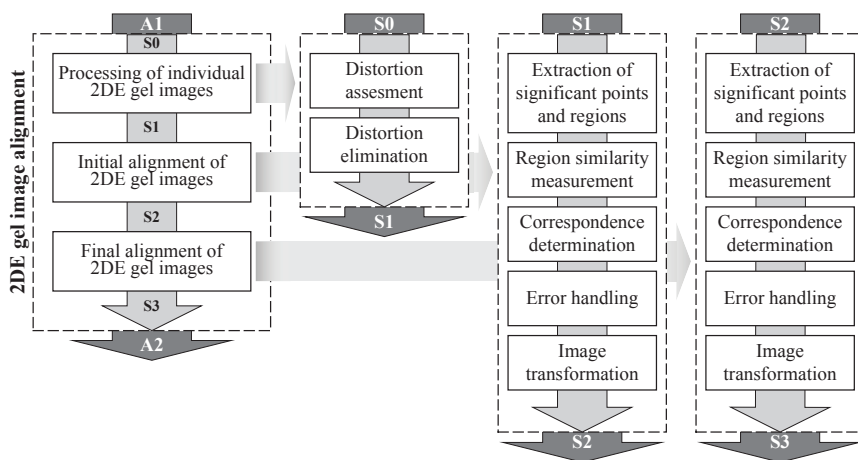 2DE gel image alignment
A1
S0
Processing of individual
2DE gel images
S1
Initial alignment of
2DE gel images
S2
Final alignment of
2DE gel images
S3
A2
S0
Distortion
assesment
Distortion
elimination
S1
S1
Extraction of
significant points
and regions
Region similarity
measurement
Correspondence
determination
Error handling
Image
transformation
S2
S2
Extraction of
significant points
and regions
Region similarity
measurement
Correspondence
determination
Error handling
Image
transformation
S3